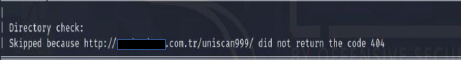 |
| Directory check:
| Skipped because http://.com.tr/uniscan999/ did not return the code 404